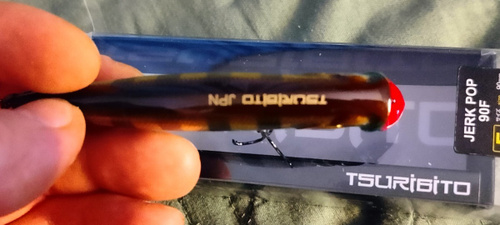 TSURIBITO JPN
JERK POP
90F
TSURIBITO